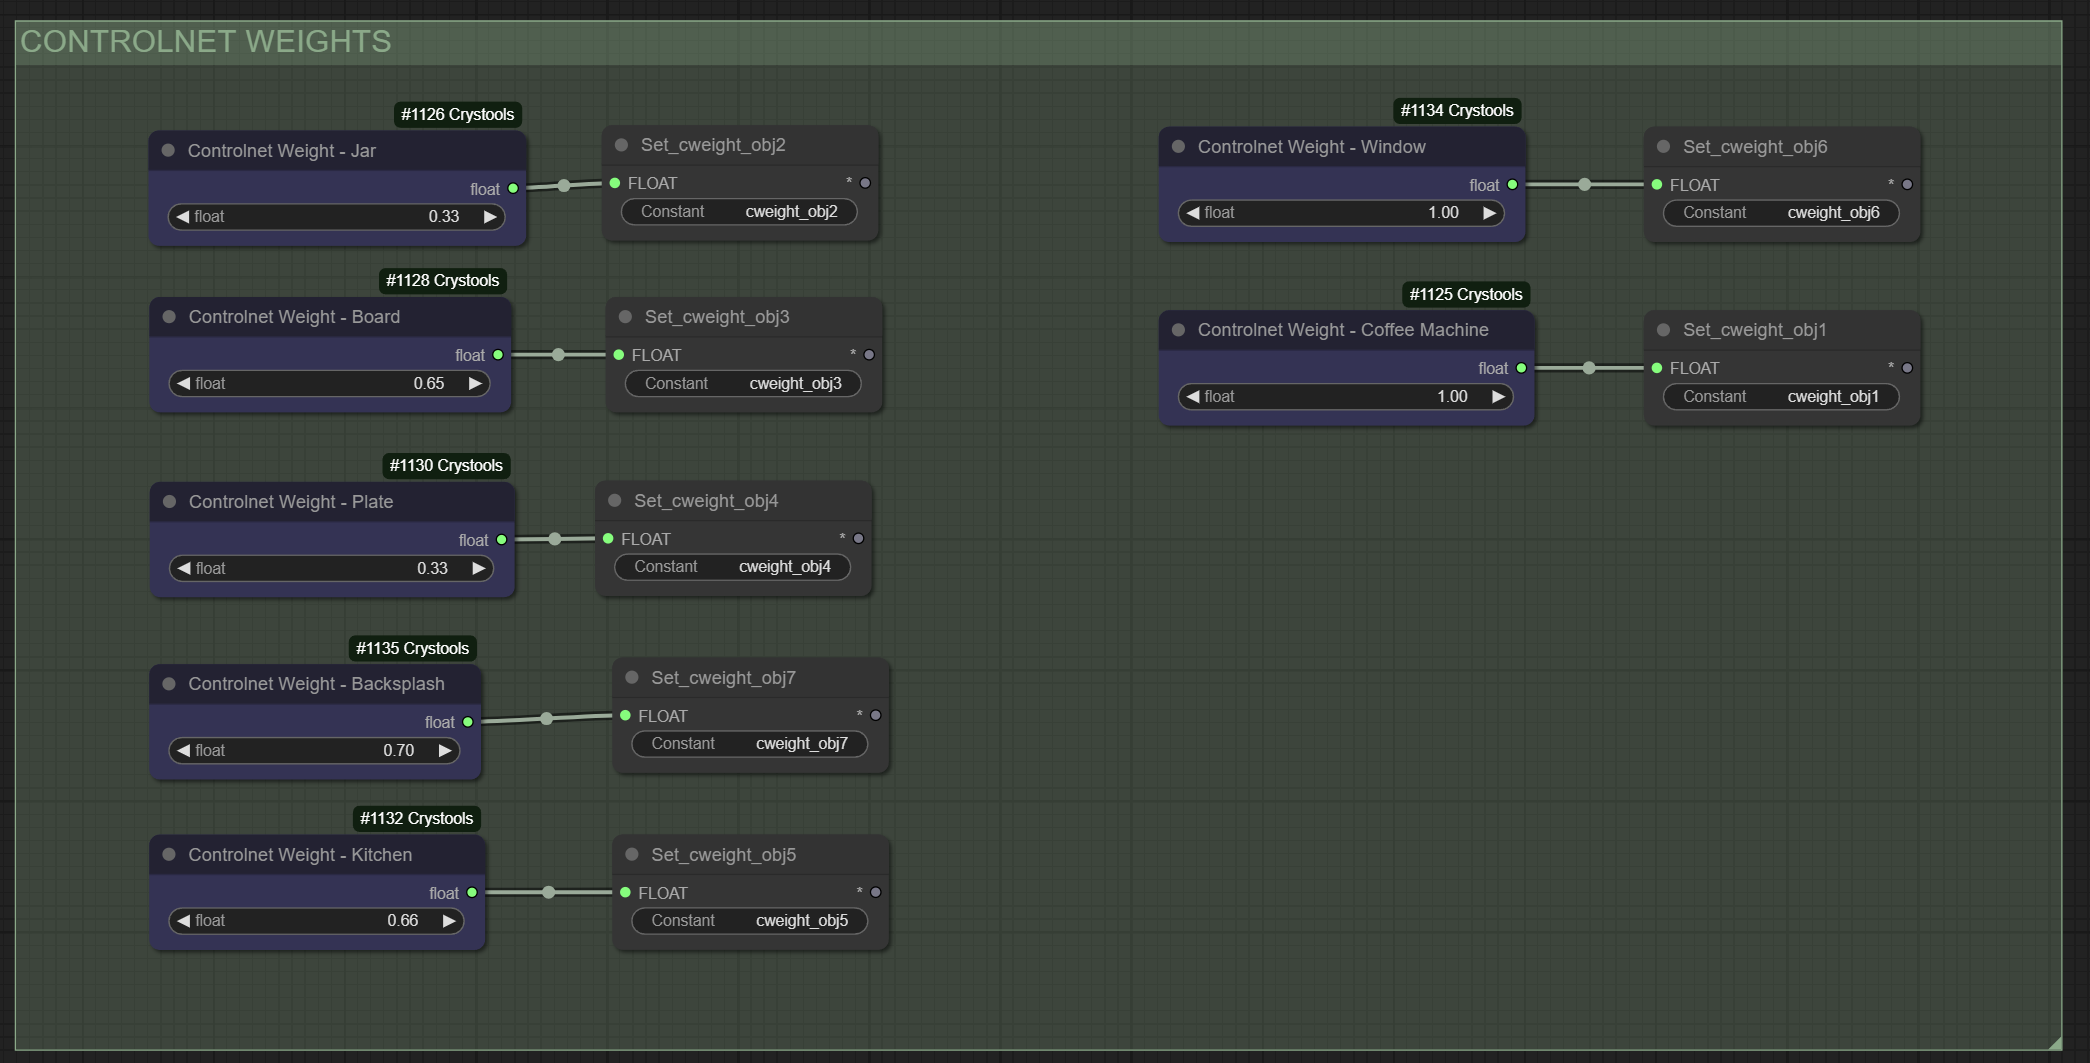 CONTROLNET WEIGHTS
#1126 Crystools
Controlnet Weight - Jar
float
float 0.33
Set_cweight_obj2
FLOAT *
Constant cweight_obj2
#1128 Crystools
Controlnet Weight - Board
float
float 0.65
Set_cweight_obj3
FLOAT *
Constant cweight_obj3
#1130 Crystools
Controlnet Weight - Plate
float
float 0.33
Set_cweight_obj4
FLOAT *
Constant cweight_obj4
#1135 Crystools
Controlnet Weight - Backsplash
float
float 0.70
Set_cweight_obj7
FLOAT *
Constant cweight_obj7
#1132 Crystools
Controlnet Weight - Kitchen
float
float 0.66
Set_cweight_obj5
FLOAT *
Constant cweight_obj5
#1134 Crystools
Controlnet Weight - Window
float
float 1.00
Set_cweight_obj6
FLOAT *
Constant cweight_obj6
#1125 Crystools
Controlnet Weight - Coffee Machine
float
float 1.00
Set_cweight_obj1
FLOAT *
Constant cweight_obj1